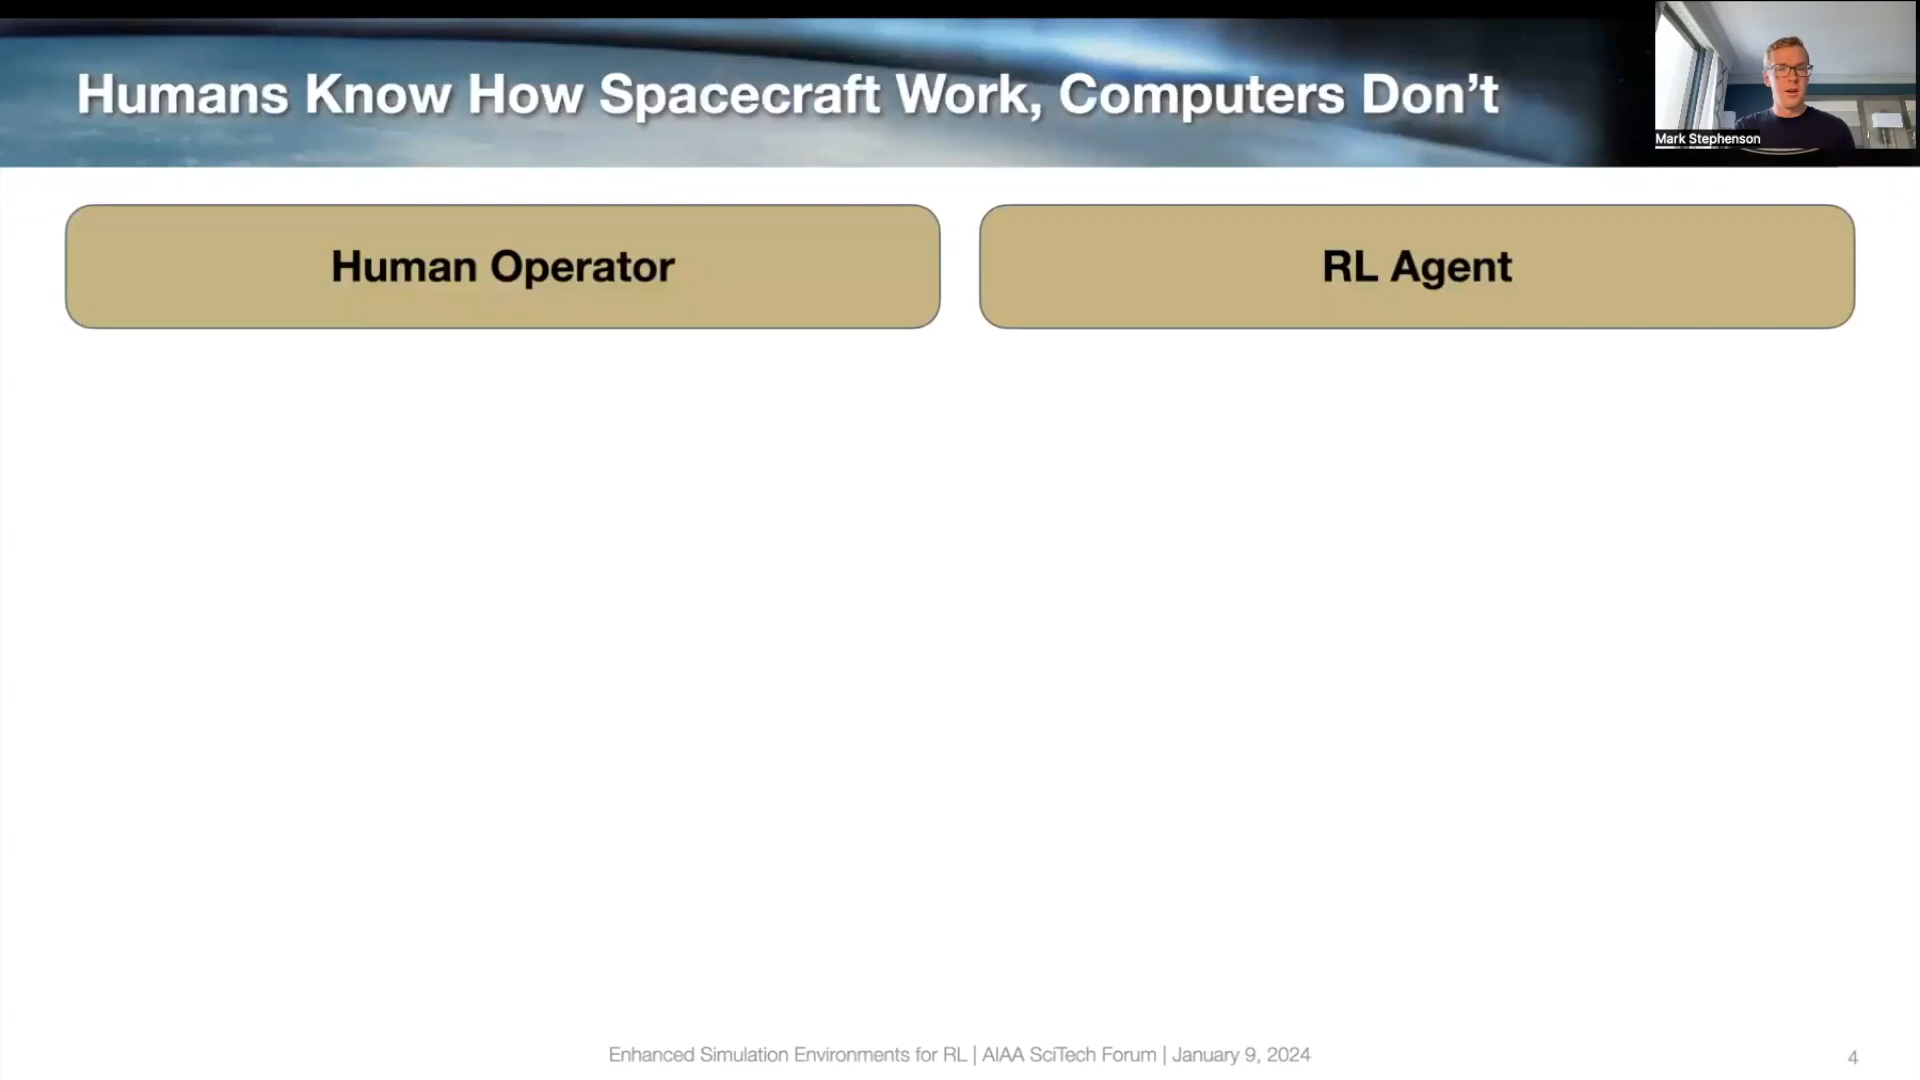 Humans Know How Spacecraft Work, Computers Don’t
Mark Stephenson
Human Operator
RL Agent
Enhanced Simulation Environments for RL | AIAA SciTech Forum | January 9, 2024
4